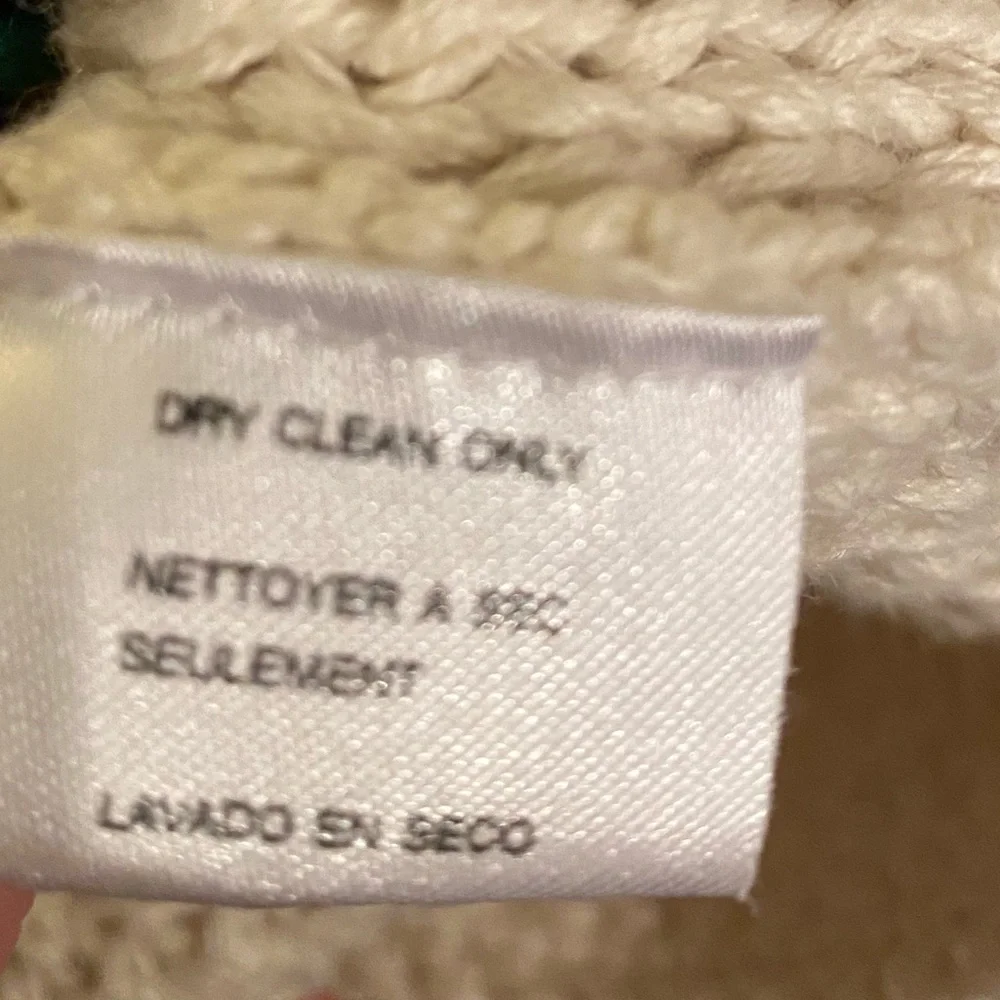 DRY CLEAN ONLY
NETTOYER A SEC
SEULEMENT
LAVADO EN SECO